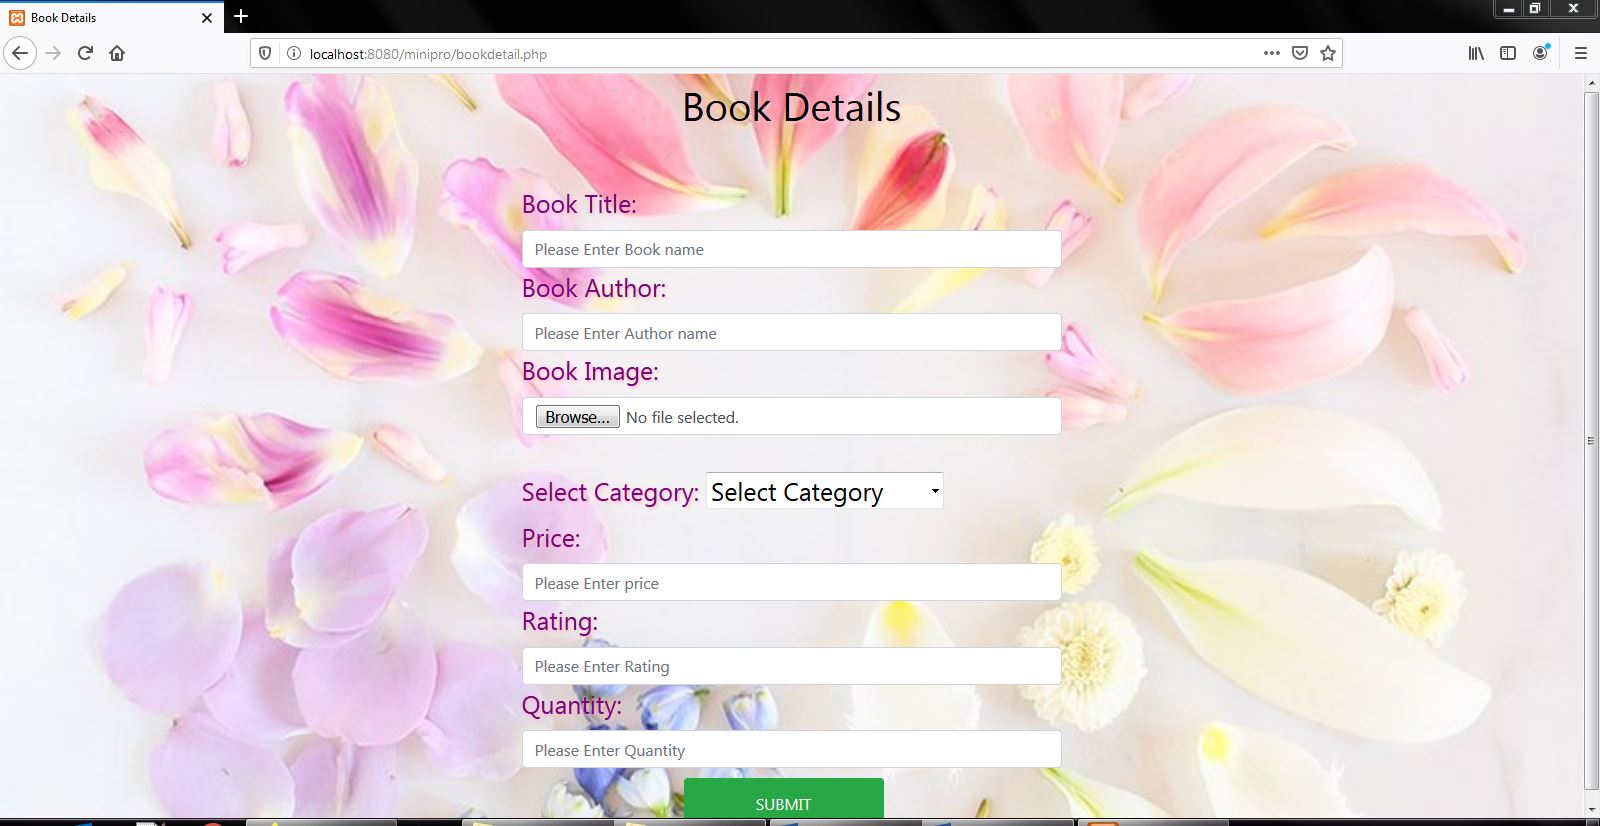 Book Details
localhost:8080/minipro/bookdetail.php
Book Details
Book Title:
Please Enter Book name
Book Author:
Please Enter Author name
Book Image:
Browse... No file selected.
Select Category: Select Category
Price:
Please Enter price
Rating:
Please Enter Rating
Quantity:
Please Enter Quantity
SUBMIT